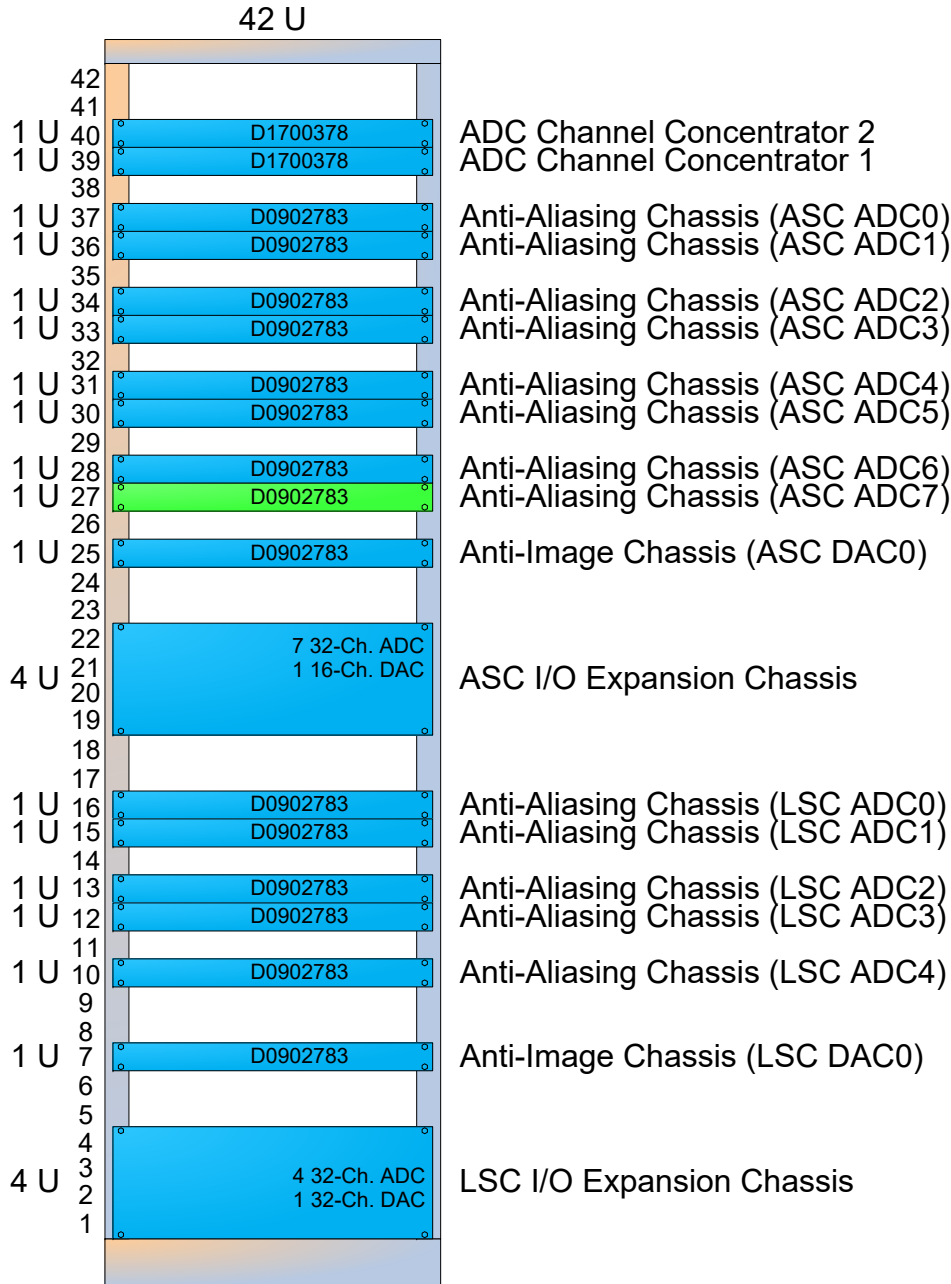 42 U
42
41
1 U 40 D1700378 ADC Channel Concentrator 2
1 U 39 D1700378 ADC Channel Concentrator 1
38
1 U 37 D0902783 Anti-Aliasing Chassis (ASC ADC0)
1 U 36 D0902783 Anti-Aliasing Chassis (ASC ADC1)
35
1 U 34 D0902783 Anti-Aliasing Chassis (ASC ADC2)
1 U 33 D0902783 Anti-Aliasing Chassis (ASC ADC3)
32
1 U 31 D0902783 Anti-Aliasing Chassis (ASC ADC4)
1 U 30 D0902783 Anti-Aliasing Chassis (ASC ADC5)
29
1 U 28 D0902783 Anti-Aliasing Chassis (ASC ADC6)
1 U 27 D0902783 Anti-Aliasing Chassis (ASC ADC7)
26
1 U 25 D0902783 Anti-Image Chassis (ASC DAC0)
24
23
22 7 32-Ch. ADC
4 U 21 1 16-Ch. DAC ASC I/O Expansion Chassis
20
19
18
17
1 U 16 D0902783 Anti-Aliasing Chassis (LSC ADC0)
1 U 15 D0902783 Anti-Aliasing Chassis (LSC ADC1)
14
1 U 13 D0902783 Anti-Aliasing Chassis (LSC ADC2)
1 U 12 D0902783 Anti-Aliasing Chassis (LSC ADC3)
11
1 U 10 D0902783 Anti-Aliasing Chassis (LSC ADC4)
9
8
1 U 7 D0902783 Anti-Image Chassis (LSC DAC0)
6
5
4
4 U 3 4 32-Ch. ADC LSC I/O Expansion Chassis
2 1 32-Ch. DAC
1